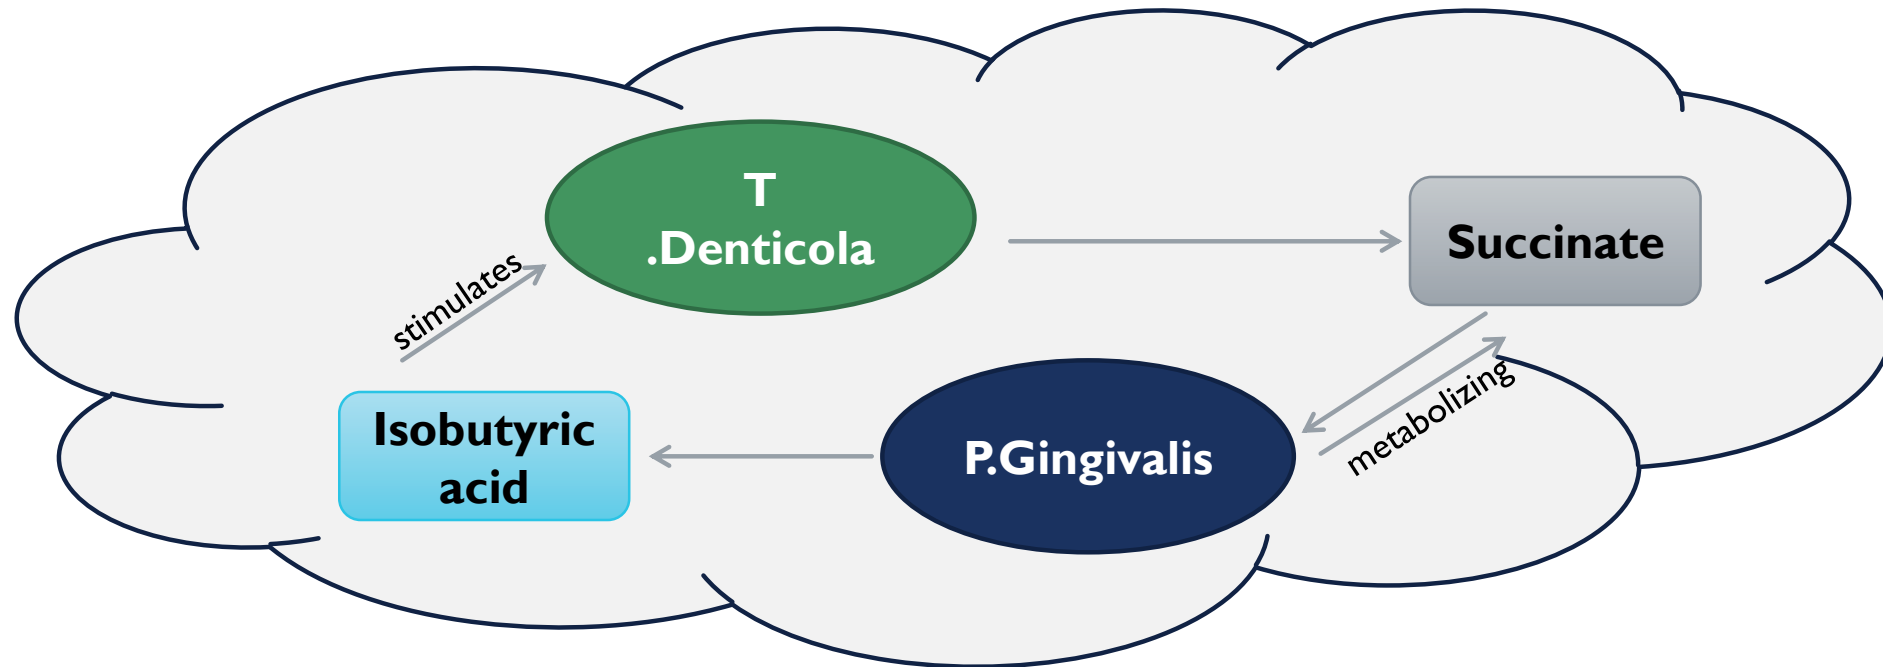 T
.Denticola
Succinate
stimulates
Isobutyric
acid
P.Gingivalis
metabolizing